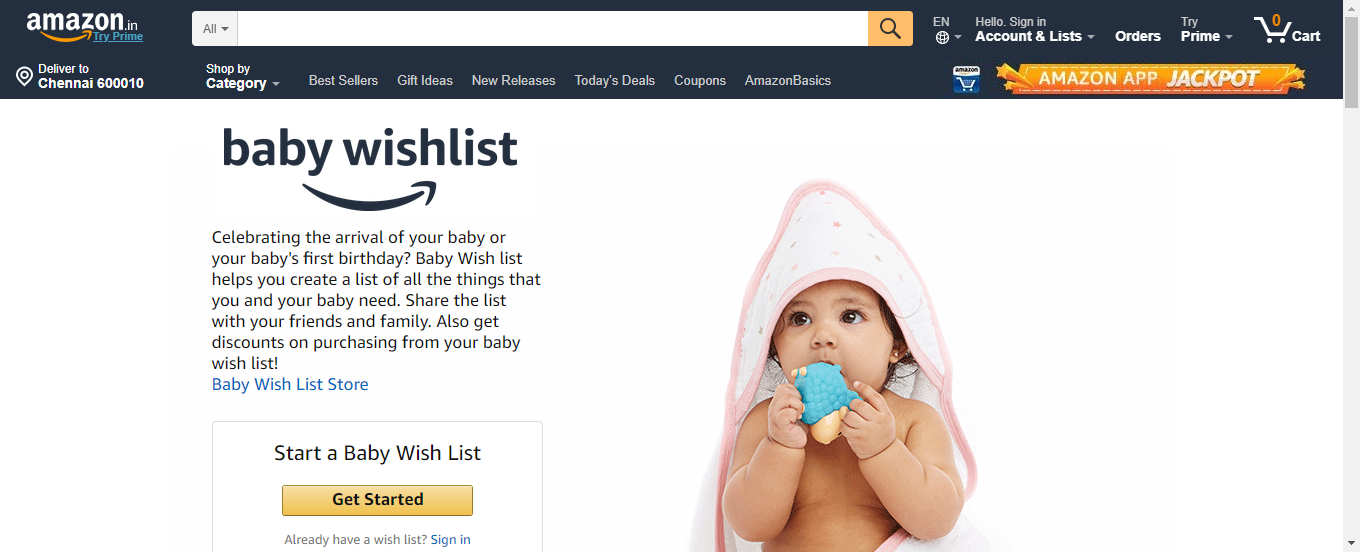 amazon.in
Try Prime
All
EN
Hello. Sign in
Account & Lists
Orders
Try
Prime
0
Cart
Deliver to
Chennai 600010
Shop by
Category
Best Sellers
Gift Ideas
New Releases
Today's Deals
Coupons
AmazonBasics
amazon
AMAZON APP JACKPOT
baby wishlist
Celebrating the arrival of your baby or
your baby's first birthday? Baby Wish list
helps you create a list of all the things that
you and your baby need. Share the list
with your friends and family. Also get
discounts on purchasing from your baby
wish list!
Baby Wish List Store
Start a Baby Wish List
Get Started
Already have a wish list? Sign in